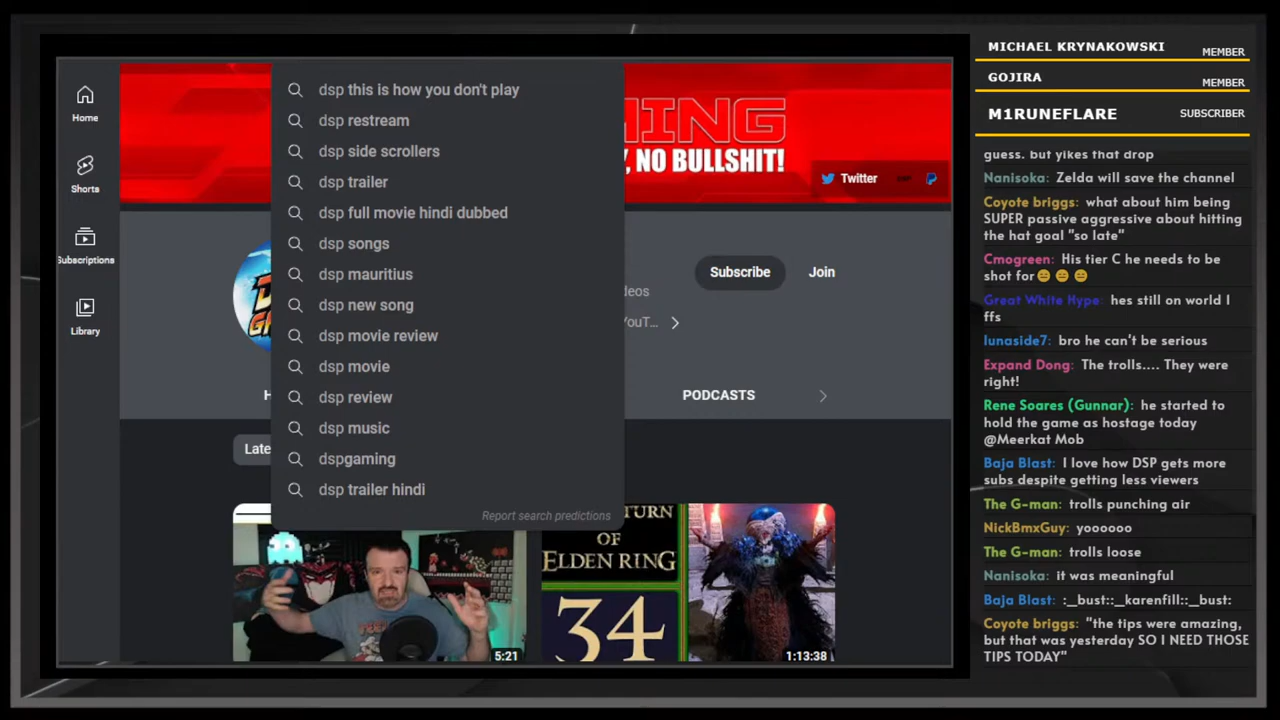 Home
Shorts
Subscriptions
Library
dsp this is how you don't play
dsp restream
dsp side scrollers
dsp trailer
dsp full movie hindi dubbed
dsp songs
dsp mauritius
dsp new song
dsp movie review
dsp movie
dsp review
dsp music
dspgaming
dsp trailer hindi
Report search predictions
MING
Y, NO BULLSHIT!
Twitter
deos
YouT...
Subscribe
Join
H
PODCASTS
Late
5:21
TURN
OF
ELDEN RING
34
1:13:38
MICHAEL KRYNAKOWSKI MEMBER
GOJIRA MEMBER
M1RUNEFLARE SUBSCRIBER
guess. but yikes that drop
Nanisoka: Zelda will save the channel
Coyote briggs: what about him being
SUPER passive aggressive about hitting
the hat goal "so late"
Cmogreen: His tier C he needs to be
shot for😑 😑 😑
Great White Hype: hes still on world 1
ffs
lunaside7: bro he can't be serious
Expand Dong: The trolls.... They were
right!
Rene Soares (Gunnar): he started to
hold the game as hostage today
@Meerkat Mob
Baja Blast: I love how DSP gets more
subs despite getting less viewers
The G-man: trolls punching air
NickBmxGuy: yoooooo
The G-man: trolls loose
Nanisoka: it was meaningful
Baja Blast: :_bust::_karenfill::_bust:
Coyote briggs: "the tips were amazing,
but that was yesterday SO I NEED THOSE
TIPS TODAY"